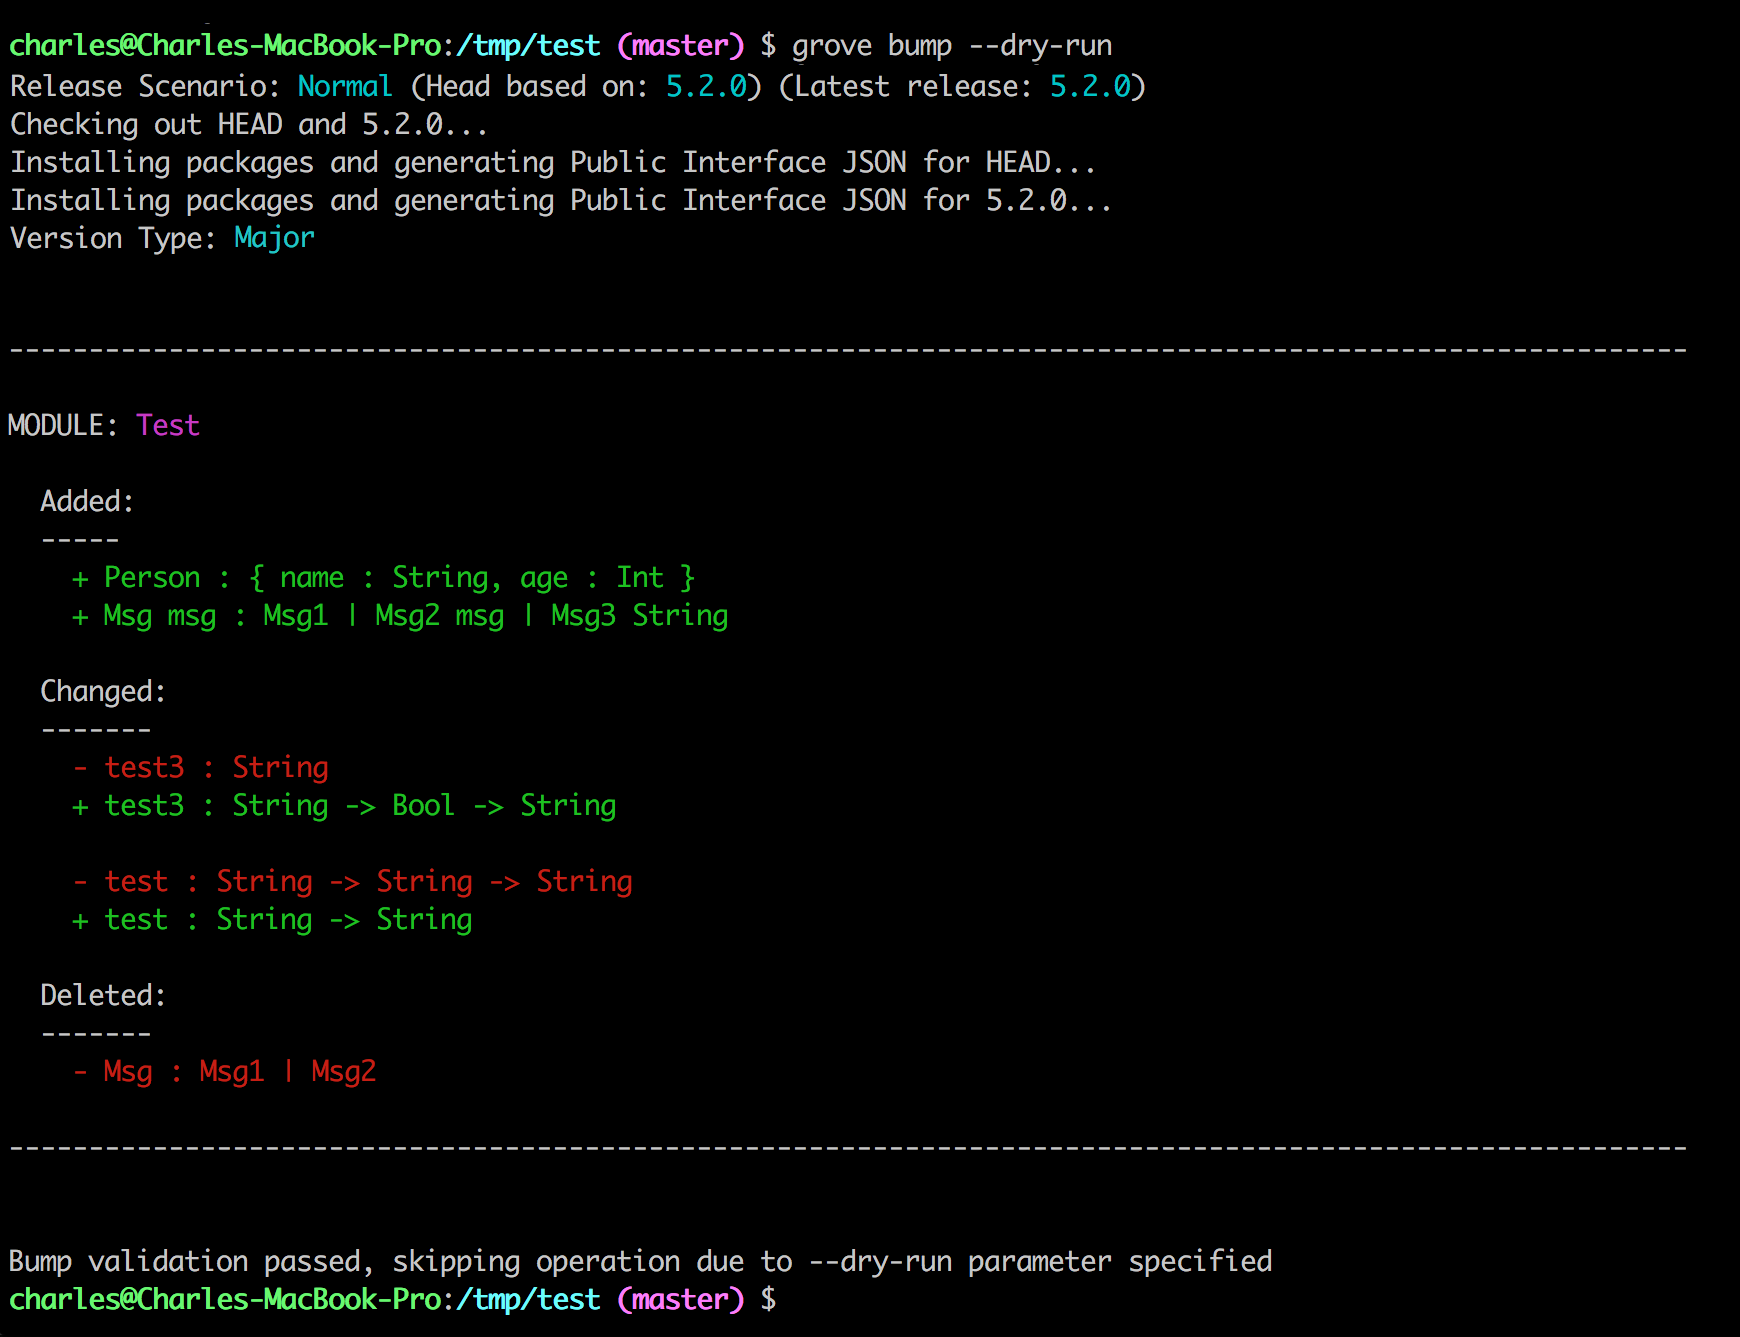 charles@Charles-MacBook-Pro:/tmp/test (master) $ grove bump --dry-run
Release Scenario: Normal (Head based on: 5.2.0) (Latest release: 5.2.0)
Checking out HEAD and 5.2.0...
Installing packages and generating Public Interface JSON for HEAD...
Installing packages and generating Public Interface JSON for 5.2.0...
Version Type: Major
---------------------------------------------------------------------------------------------------------
MODULE: Test
Added:
-----
+ Person : { name : String, age : Int }
+ Msg msg : Msg1 | Msg2 msg | Msg3 String
Changed:
-------
- test3 : String
+ test3 : String -> Bool -> String
- test : String -> String -> String
+ test : String -> String
Deleted:
-------
- Msg : Msg1 | Msg2
---------------------------------------------------------------------------------------------------------
Bump validation passed, skipping operation due to --dry-run parameter specified
charles@Charles-MacBook-Pro:/tmp/test (master) $